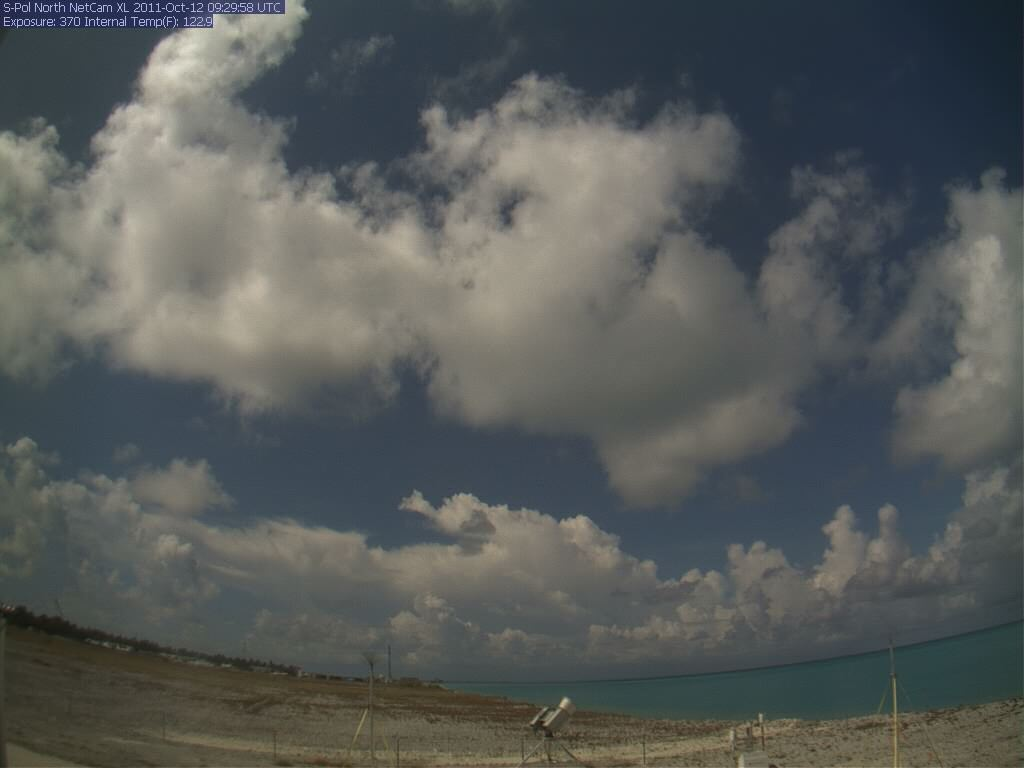 S-Pol North NetCam XL 2011-Oct-12 09:29:58 UTC
Exposure: 370 Internal Temp(F): 122.9